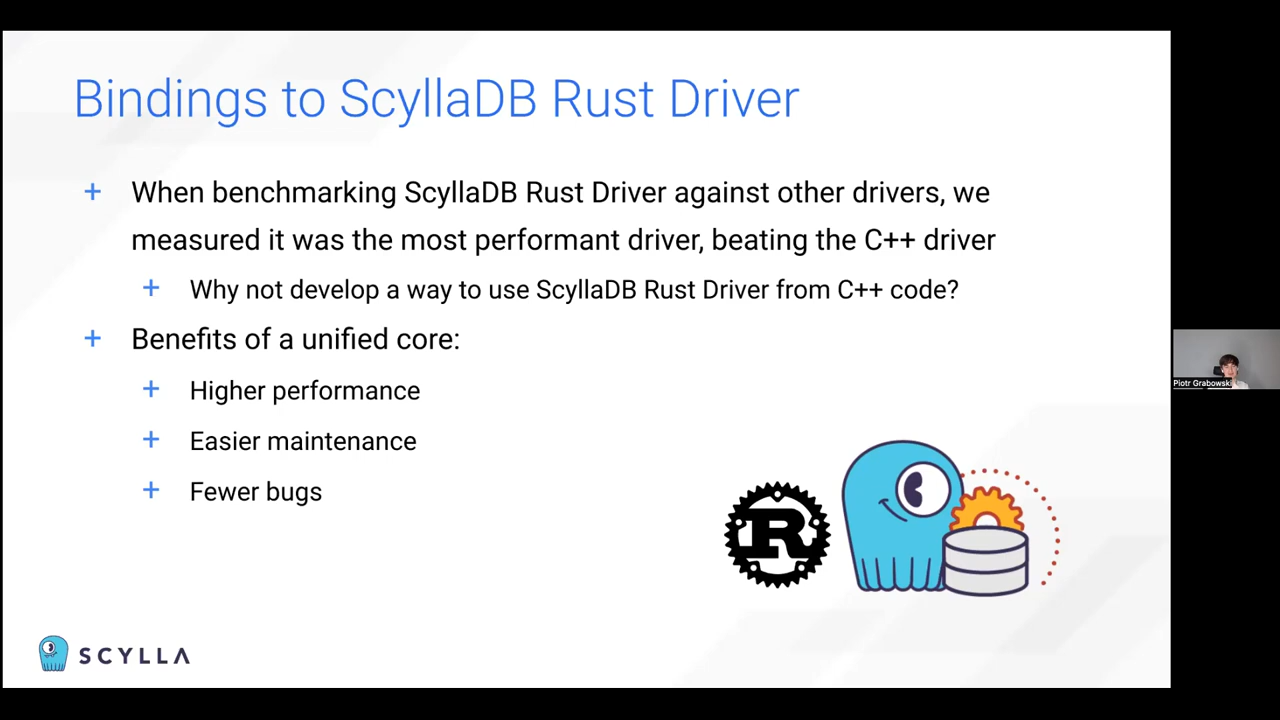 Bindings to ScyllaDB Rust Driver
+ When benchmarking ScyllaDB Rust Driver against other drivers, we
measured it was the most performant driver, beating the C++ driver
+ Why not develop a way to use ScyllaDB Rust Driver from C++ code?
+ Benefits of a unified core:
+ Higher performance
+ Easier maintenance
+ Fewer bugs
R
SCYLLA
Piotr Grabowski